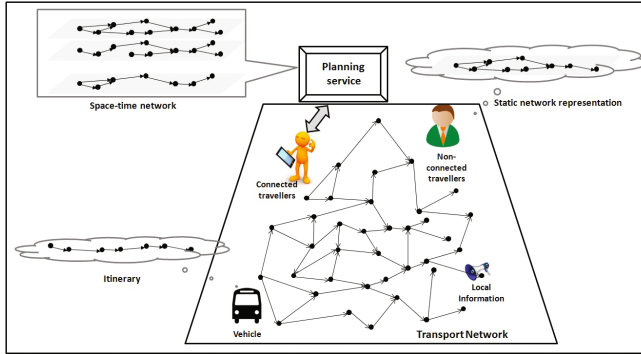 Planning
service
Space-time network
Static network representation
Connected
travellers
Non-
connected
travellers
Itinerary
Vehicle
Local
Information
Transport Network